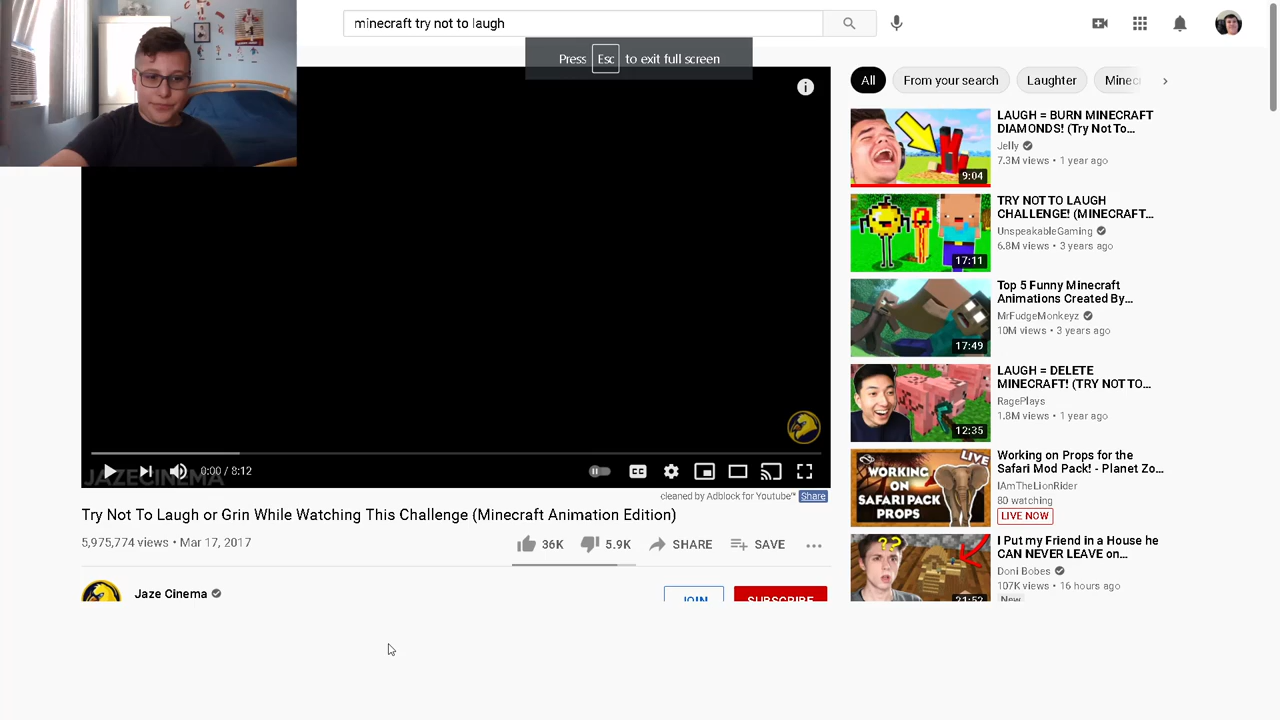 minecraft try not to laugh
Press Esc to exit full screen
All
From your search
Laughter
Minec
LAUGH = BURN MINECRAFT
DIAMONDS! (Try Not To...
Jelly
7.3M views • 1 year ago
9:04
TRY NOT TO LAUGH
CHALLENGE! (MINECRAFT...
UnspeakableGaming
6.8M views • 3 years ago
17:11
Top 5 Funny Minecraft
Animations Created By...
MrFudgeMonkeyz
10M views • 3 years ago
17:49
LAUGH = DELETE
MINECRAFT! (TRY NOT TO...
RagePlays
1.8M views • 1 year ago
12:35
LIVE
WORKING
ON
SAFARI PACK
PROPS
Working on Props for the
Safari Mod Pack! - Planet Zo...
IAmTheLionRider
80 watching
LIVE NOW
??
I Put my Friend in a House he
CAN NEVER LEAVE on...
Doni Bobes
107K views • 16 hours ago
21:52
New
JAZECINEMA
0:00 / 8:12
CC
cleaned by Adblock for Youtube™ Share
Try Not To Laugh or Grin While Watching This Challenge (Minecraft Animation Edition)
5,975,774 views • Mar 17, 2017
36K
5.9K
SHARE
SAVE
Jaze Cinema
JOIN
SUBSCRIBE